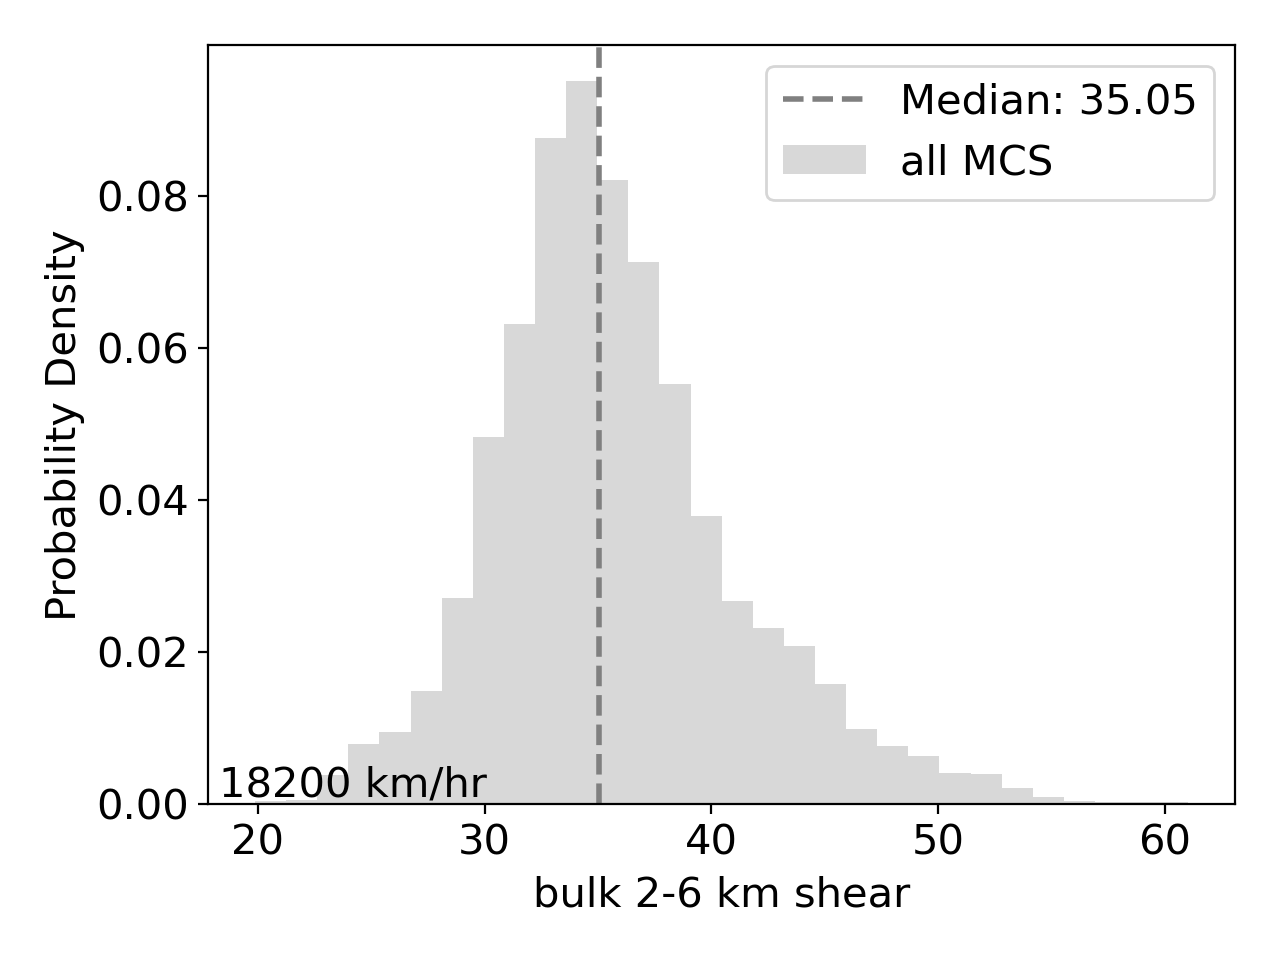 Median: 35.05
all MCS
0.08
0.06
0.04
0.02
0.00
Probability Density
18200 km/hr
20 30 40 50 60
bulk 2-6 km shear